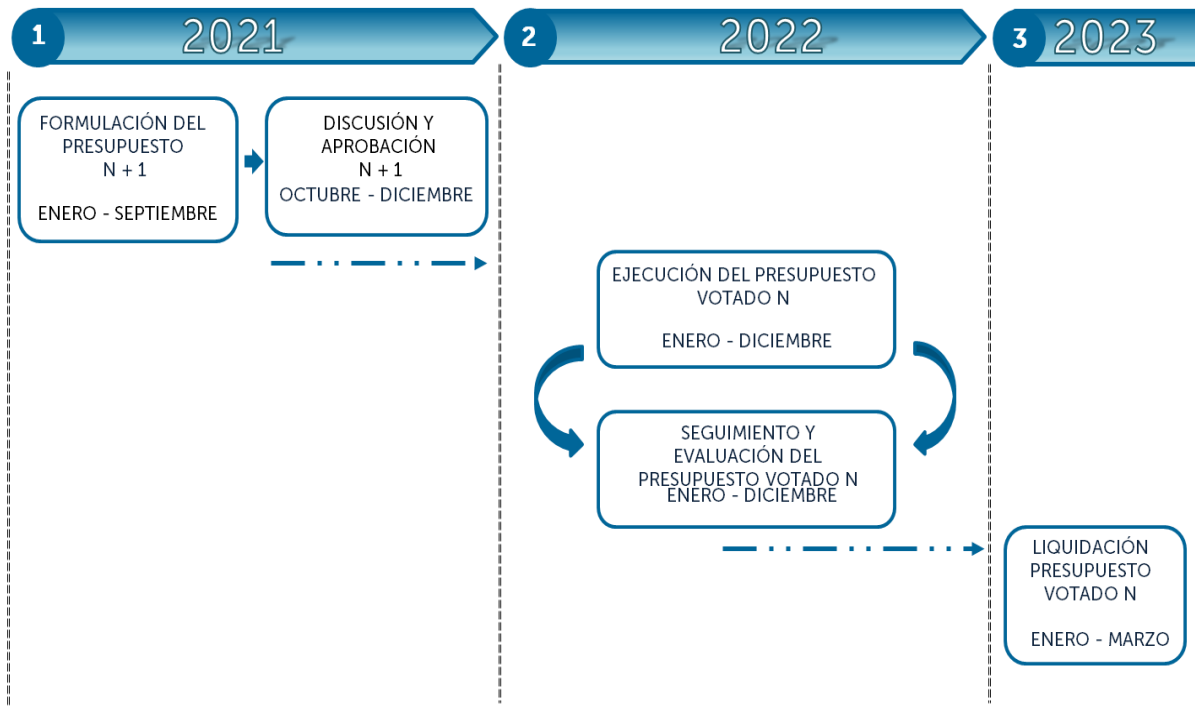 1
2021
2
2022
3
2023
FORMULACIÓN DEL
PRESUPUESTO
N + 1
ENERO - SEPTIEMBRE
DISCUSIÓN Y
APROBACIÓN
N + 1
OCTUBRE - DICIEMBRE
EJECUCIÓN DEL PRESUPUESTO
VOTADO N
ENERO - DICIEMBRE
SEGUIMIENTO Y
EVALUACIÓN DEL
PRESUPUESTO VOTADO N
ENERO - DICIEMBRE
LIQUIDACIÓN
PRESUPUESTO
VOTADO N
ENERO - MARZO